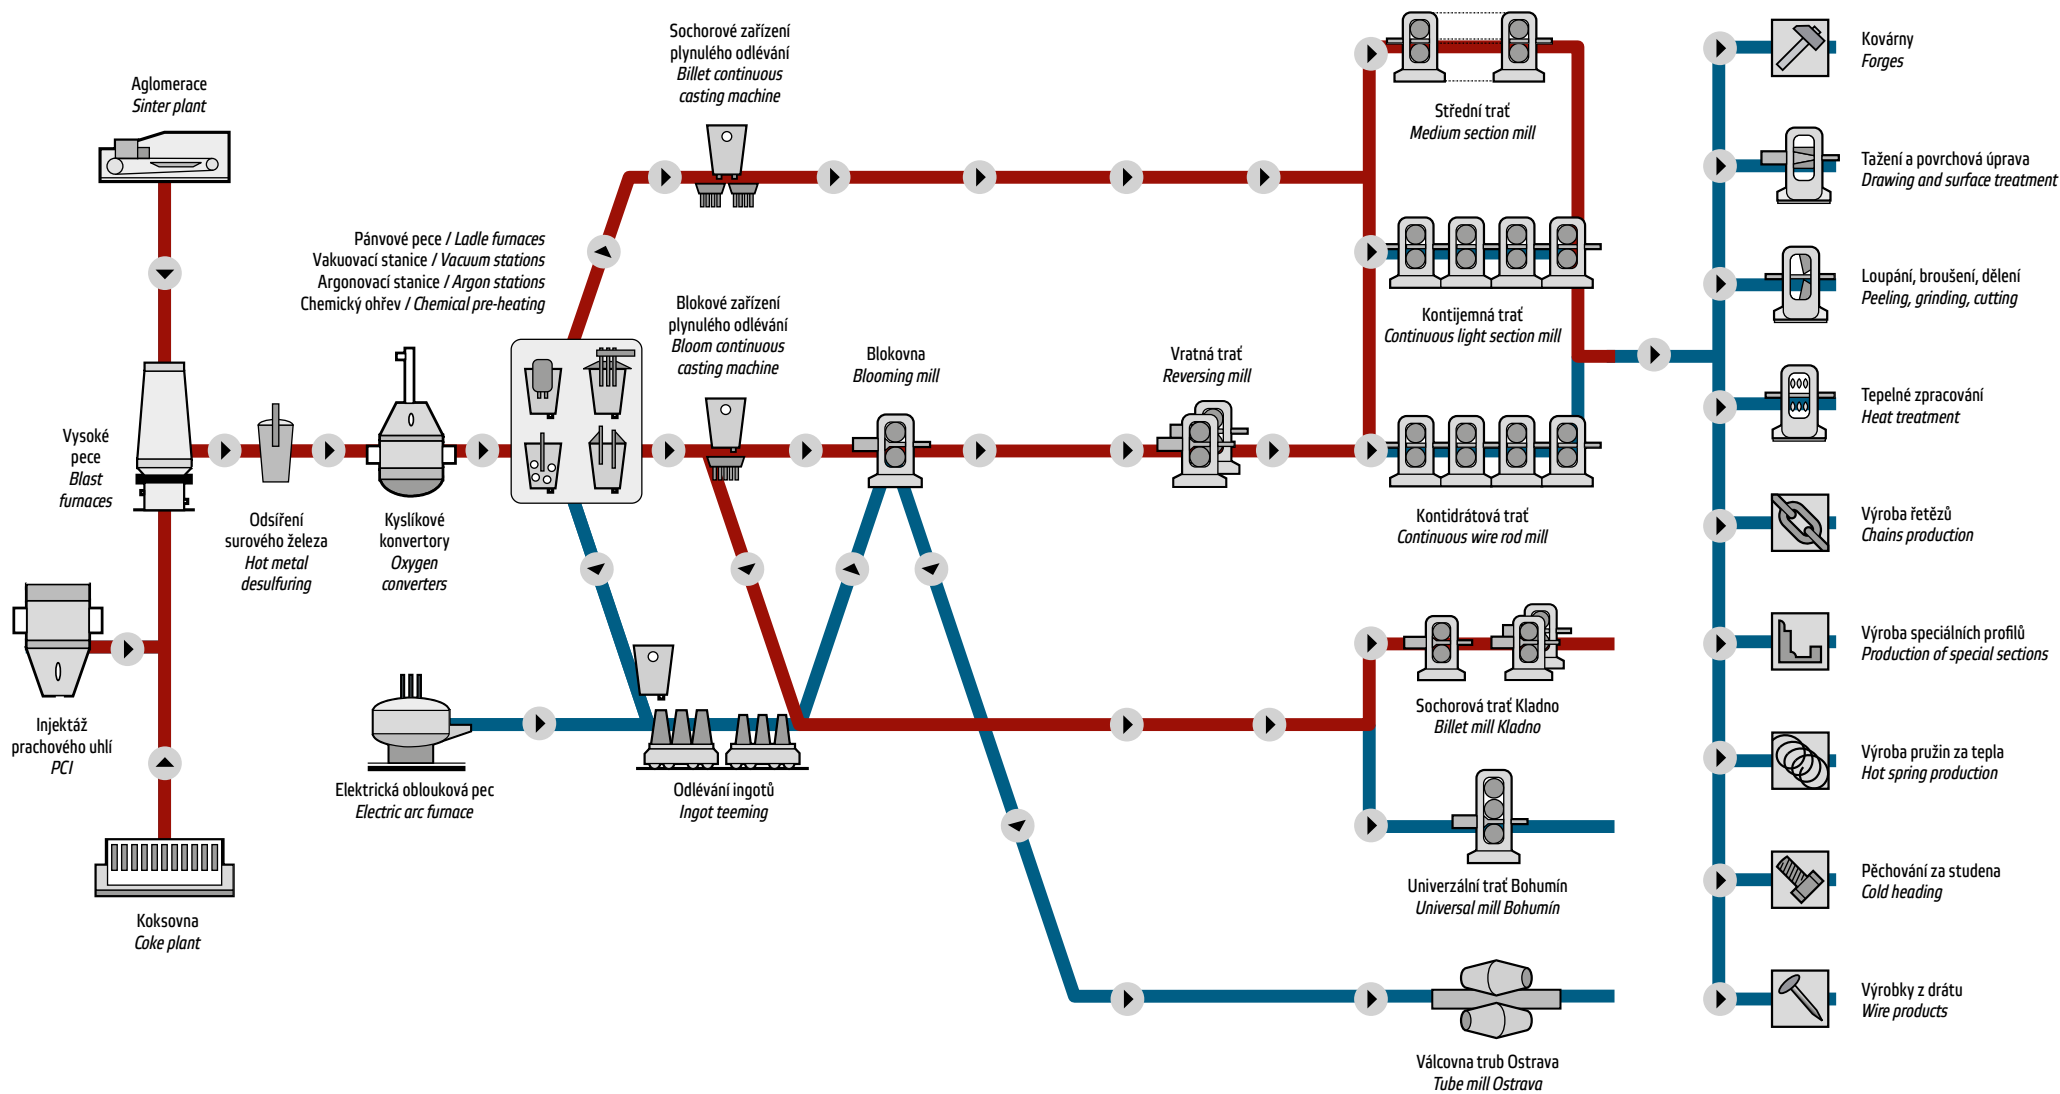 Aglomerace
Sinter plant
Vysoké
pece
Blast
furnaces
Injektáž
prachového uhlí
PCI
Koksovna
Coke plant
Odsíření
surového železa
Hot metal
desulfuring
Kyslíkové
konvertory
Oxygen
converters
Pánvové pece / Ladle furnaces
Vakuovací stanice / Vacuum stations
Argonovací stanice / Argon stations
Chemický ohřev / Chemical pre-heating
Elektrická oblouková pec
Electric arc furnace
Sochorové zařízení
plynulého odlévání
Billet continuous
casting machine
Blokové zařízení
plynulého odlévání
Bloom continuous
casting machine
Odlévání ingotů
Ingot teeming
Blokovna
Blooming mill
Vratná trať
Reversing mill
Střední trať
Medium section mill
Kontijemná trať
Continuous light section mill
Kontidrátová trať
Continuous wire rod mill
Sochorová trať Kladno
Billet mill Kladno
Univerzální trať Bohumín
Universal mill Bohumín
Válcovna trub Ostrava
Tube mill Ostrava
Kovárny
Forges
Tažení a povrchová úprava
Drawing and surface treatment
Loupání, broušení, dělení
Peeling, grinding, cutting
Tepelné zpracování
Heat treatment
Výroba řetězů
Chains production
Výroba speciálních profilů
Production of special sections
Výroba pružin za tepla
Hot spring production
Pěchování za studena
Cold heading
Výrobky z drátu
Wire products